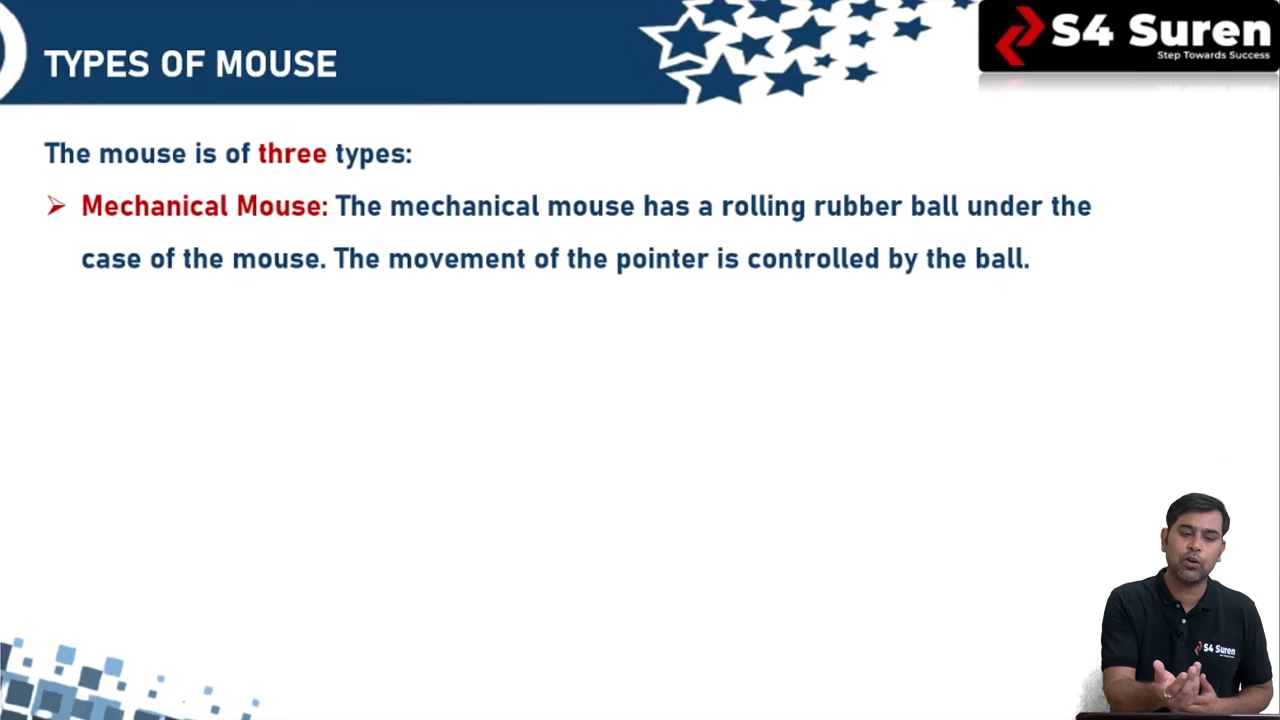 TYPES OF MOUSE
S4 Suren
Step Towards Success
The mouse is of three types:
Mechanical Mouse: The mechanical mouse has a rolling rubber ball under the
case of the mouse. The movement of the pointer is controlled by the ball.
S4 Suren